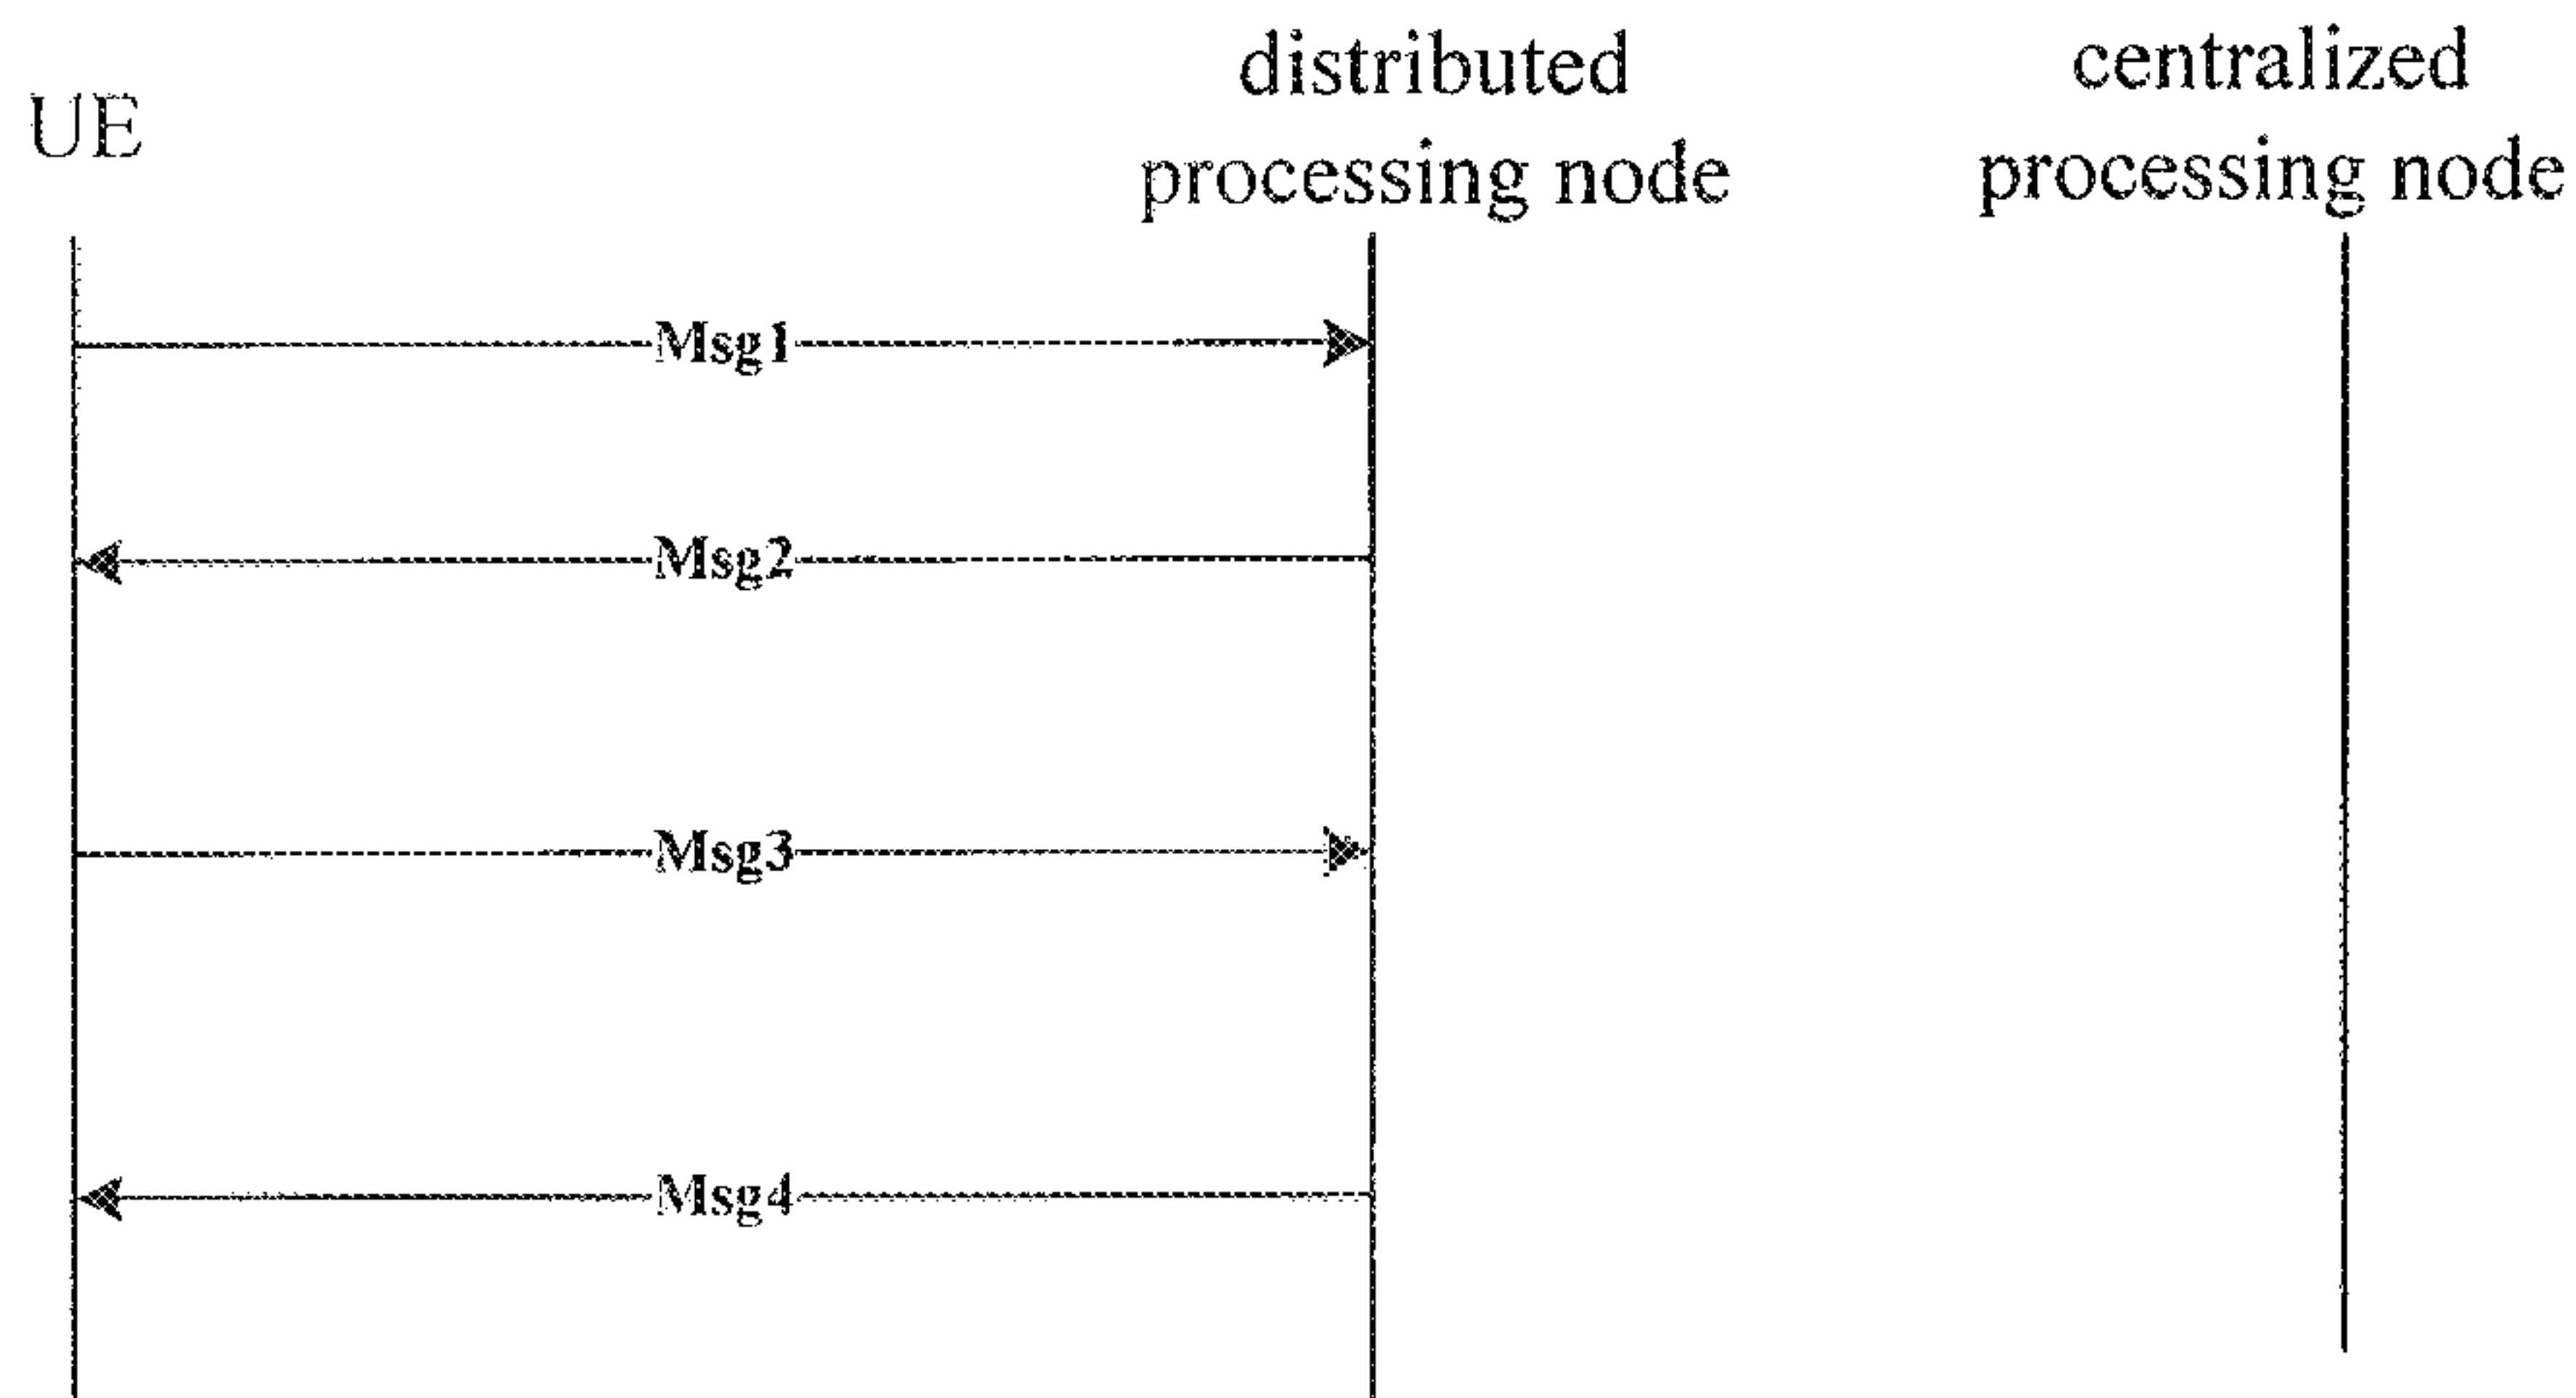 UE
distributed
processing node
centralized
processing node
Msg1
Msg2
Msg3
Msg4